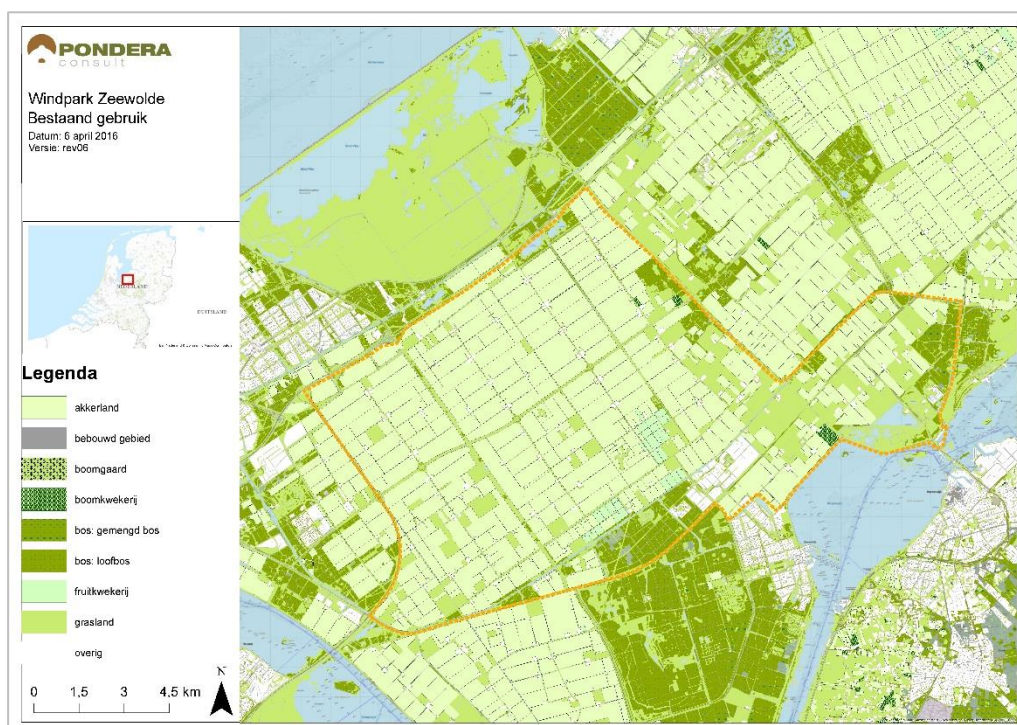 PONDERA
consult
Windpark Zeewolde
Bestaand gebruik
Datum: 6 april 2016
Versie: rev06
Legenda
akkerland
bebouwd gebied
boomgaard
boomkwekerij
bos: gemengd bos
bos: loofbos
fruitkwekerij
grasland
overig
N
0 1,5 3 4,5 km